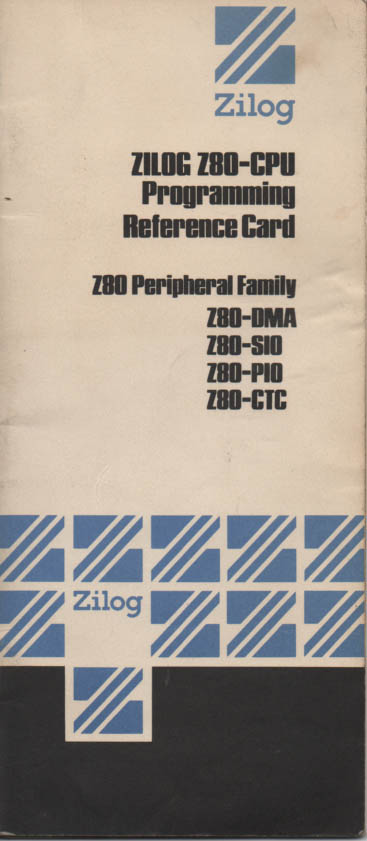 Zilog
ZILOG Z80-CPU
Programming
Reference Card
Z80 Peripheral Family
Z80-DMA
Z80-SIO
Z80-PIO
Z80-CTC
Zilog